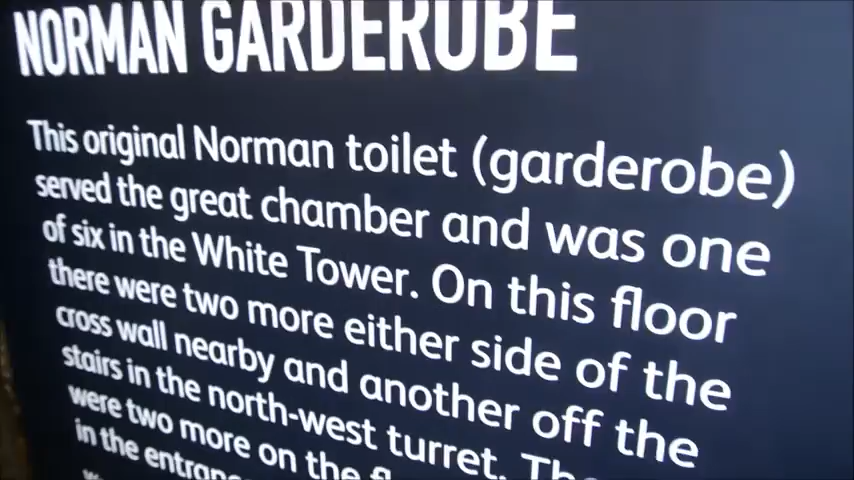 NORMAN GARDEROBE
This original Norman toilet (garderobe)
served the great chamber and was one
of six in the White Tower. On this floor
there were two more either side of the
cross wall nearby and another off the
stairs in the north-west turret.
were two more on the
in the